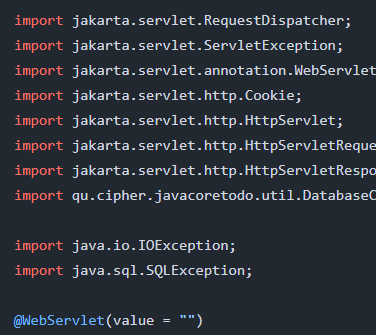 import jakarta.servlet.RequestDispatcher;
import jakarta.servlet.ServletException;
import jakarta.servlet.annotation.WebServlet
import jakarta.servlet.http.Cookie;
import jakarta.servlet.http.HttpServlet;
import jakarta.servlet.http.HttpServletReque
import jakarta.servlet.http.HttpServletRespo
import qu.cipher.javacoretodo.util.DatabaseC
import java.io.IOException;
import java.sql.SQLException;
@WebServlet(value = "")